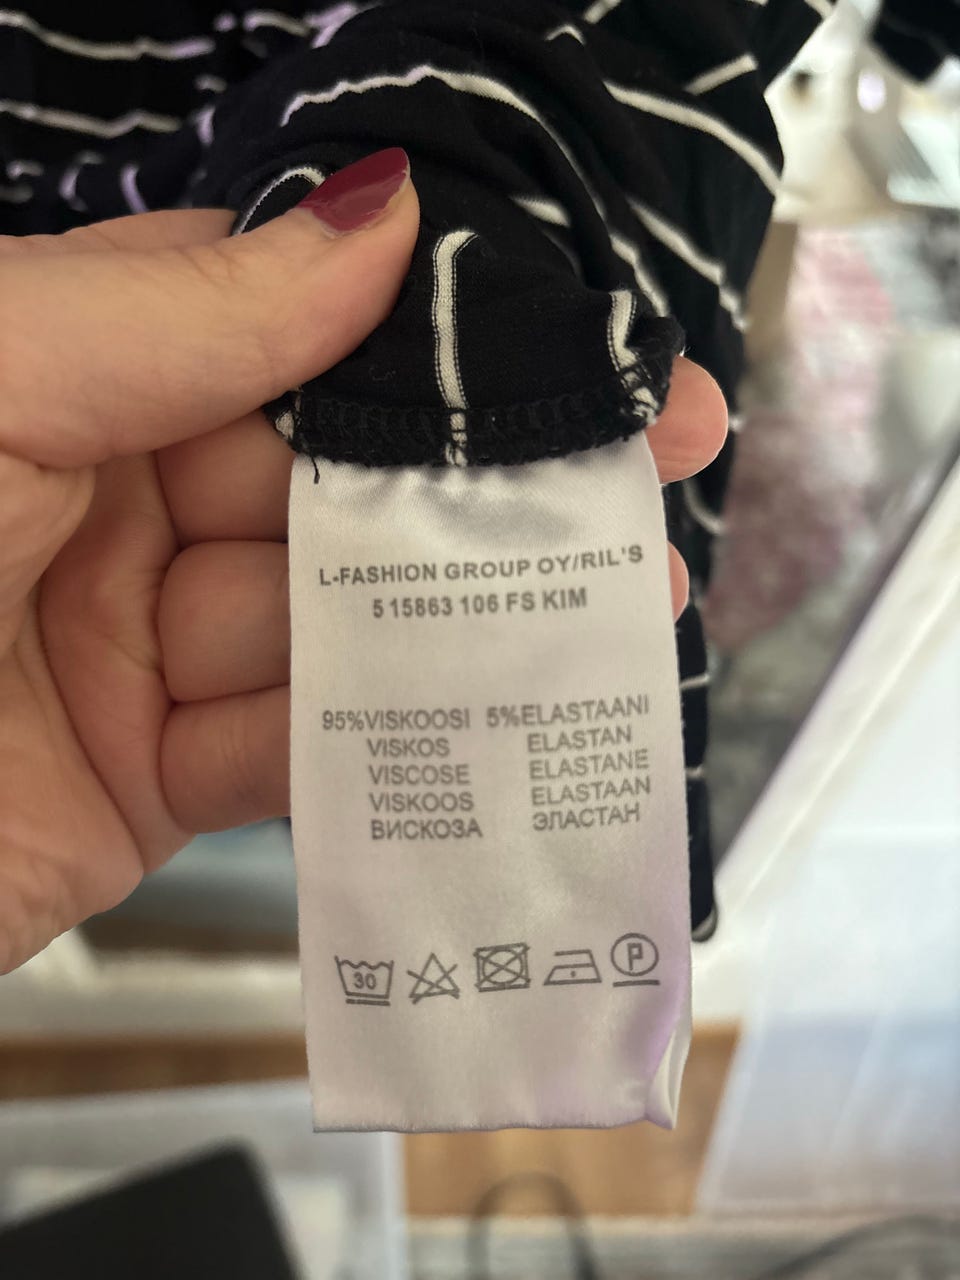 L-FASHION GROUP OY/RIL'S
5 15863 106 FS KIM
95%VISKOOSI 5%ELASTAANI
VISKOS ELASTAN
VISCOSE ELASTANE
VISKOOS ELASTAAN
ВИСКОЗА ЭЛАСТАН
30 P